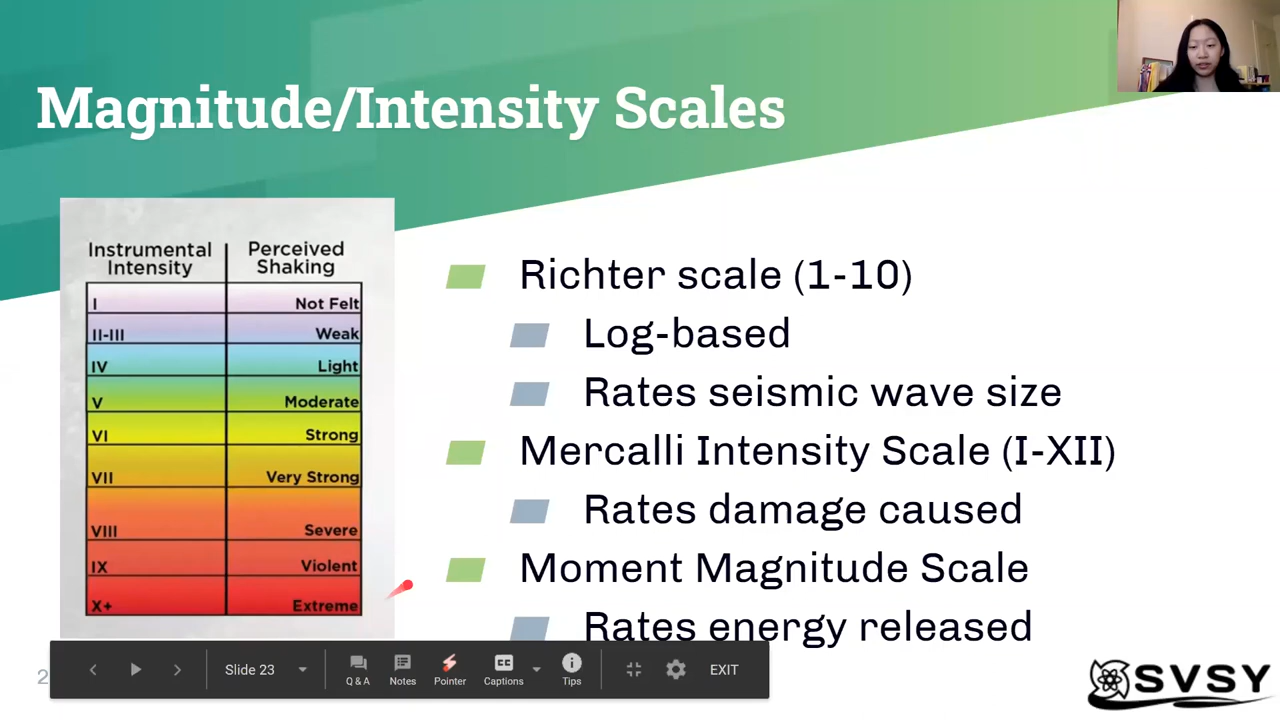 Magnitude/Intensity Scales
Instrumental Intensity
Perceived Shaking
I Not Felt
II-III Weak
IV Light
V Moderate
VI Strong
VII Very Strong
VIII Severe
IX Violent
X+ Extreme
Richter scale (1-10)
Log-based
Rates seismic wave size
Mercalli Intensity Scale (I-XII)
Rates damage caused
Moment Magnitude Scale
Rates energy released
2
Slide 23
Q & A
Notes
Pointer
CC
Captions
Tips
EXIT
SVSY